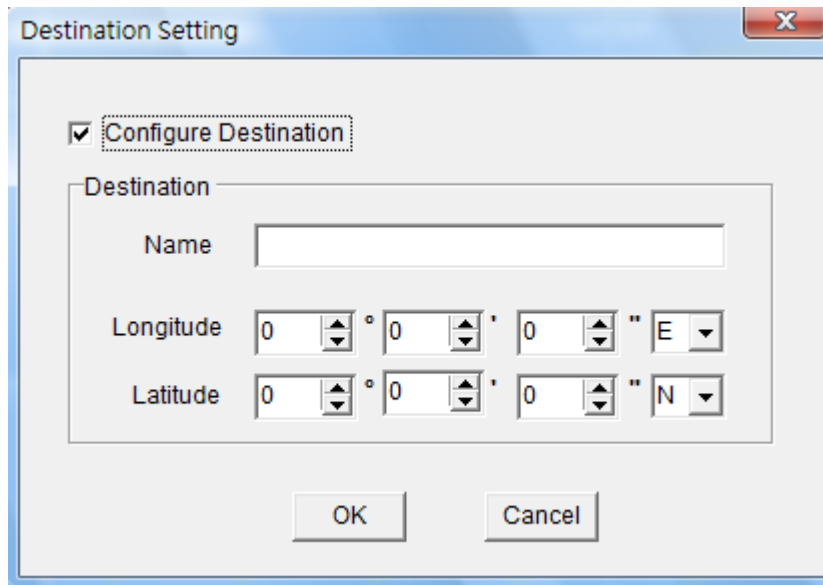 Destination Setting
Configure Destination
Destination
Name
Longitude 0 ° 0 ' 0 " E
Latitude 0 ° 0 ' 0 " N
OK Cancel